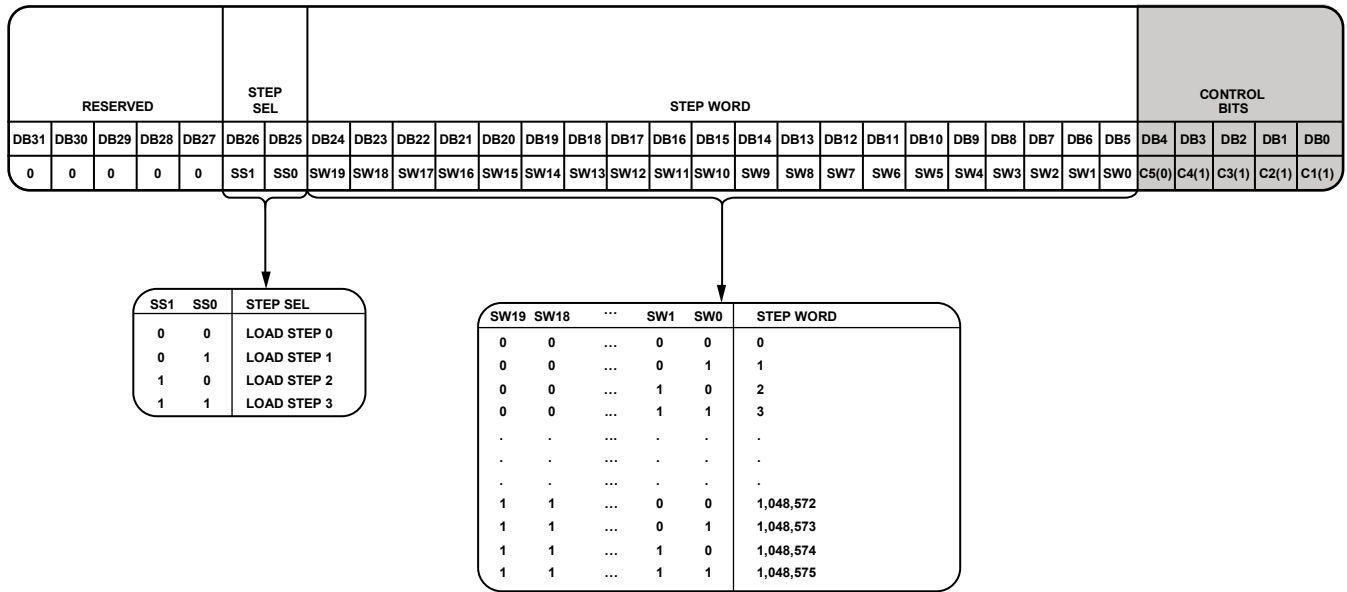 RESERVED STEP SEL STEP WORD CONTROL BITS
DB31 DB30 DB29 DB28 DB27 DB26 DB25 DB24 DB23 DB22 DB21 DB20 DB19 DB18 DB17 DB16 DB15 DB14 DB13 DB12 DB11 DB10 DB9 DB8 DB7 DB6 DB5 DB4 DB3 DB2 DB1 DB0
0 0 0 0 0 SS1 SS0 SW19 SW18 SW17 SW16 SW15 SW14 SW13 SW12 SW11 SW10 SW9 SW8 SW7 SW6 SW5 SW4 SW3 SW2 SW1 SW0 C5(0) C4(1) C3(1) C2(1) C1(1)
SS1 SS0 STEP SEL
0 0 LOAD STEP 0
0 1 LOAD STEP 1
1 0 LOAD STEP 2
1 1 LOAD STEP 3
SW19 SW18 ... SW1 SW0 STEP WORD
0 0 ... 0 0 0
0 0 ... 0 1 1
0 0 ... 1 0 2
0 0 ... 1 1 3
. . ... . . .
. . ... . . .
. . ... . . .
1 1 ... 0 0 1,048,572
1 1 ... 0 1 1,048,573
1 1 ... 1 0 1,048,574
1 1 ... 1 1 1,048,575